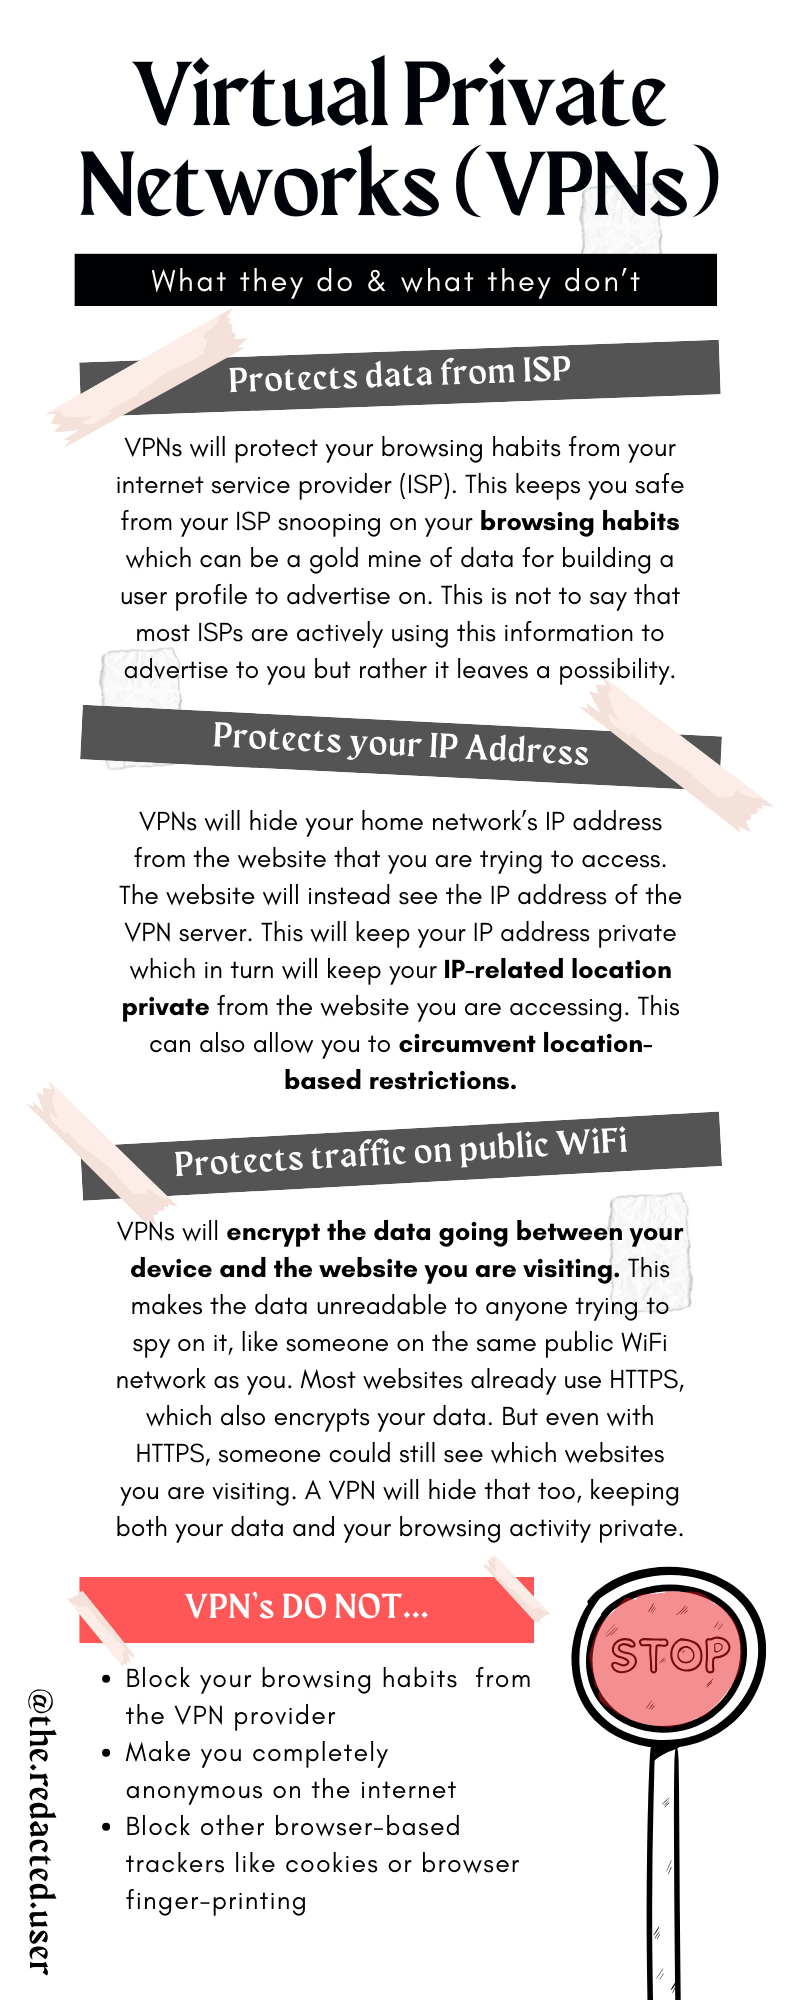 Virtual Private
Networks (VPNs)
What they do & what they don't
Protects data from ISP
VPNs will protect your browsing habits from your
internet service provider (ISP). This keeps you safe
from your ISP snooping on your browsing habits
which can be a gold mine of data for building a
user profile to advertise on. This is not to say that
most ISPs are actively using this information to
advertise to you but rather it leaves a possibility.
Protects your IP Address
VPNs will hide your home network's IP address
from the website that you are trying to access.
The website will instead see the IP address of the
VPN server. This will keep your IP address private
which in turn will keep your IP-related location
private from the website you are accessing. This
can also allow you to circumvent location-
based restrictions.
Protects traffic on public WiFi
VPNs will encrypt the data going between your
device and the website you are visiting. This
makes the data unreadable to anyone trying to
spy on it, like someone on the same public WiFi
network as you. Most websites already use HTTPS,
which also encrypts your data. But even with
HTTPS, someone could still see which websites
you are visiting. A VPN will hide that too, keeping
both your data and your browsing activity private.
VPN's DO NOT...
• Block your browsing habits  from
the VPN provider
• Make you completely
anonymous on the internet
• Block other browser-based
trackers like cookies or browser
finger-printing
STOP
@the.redacted.user